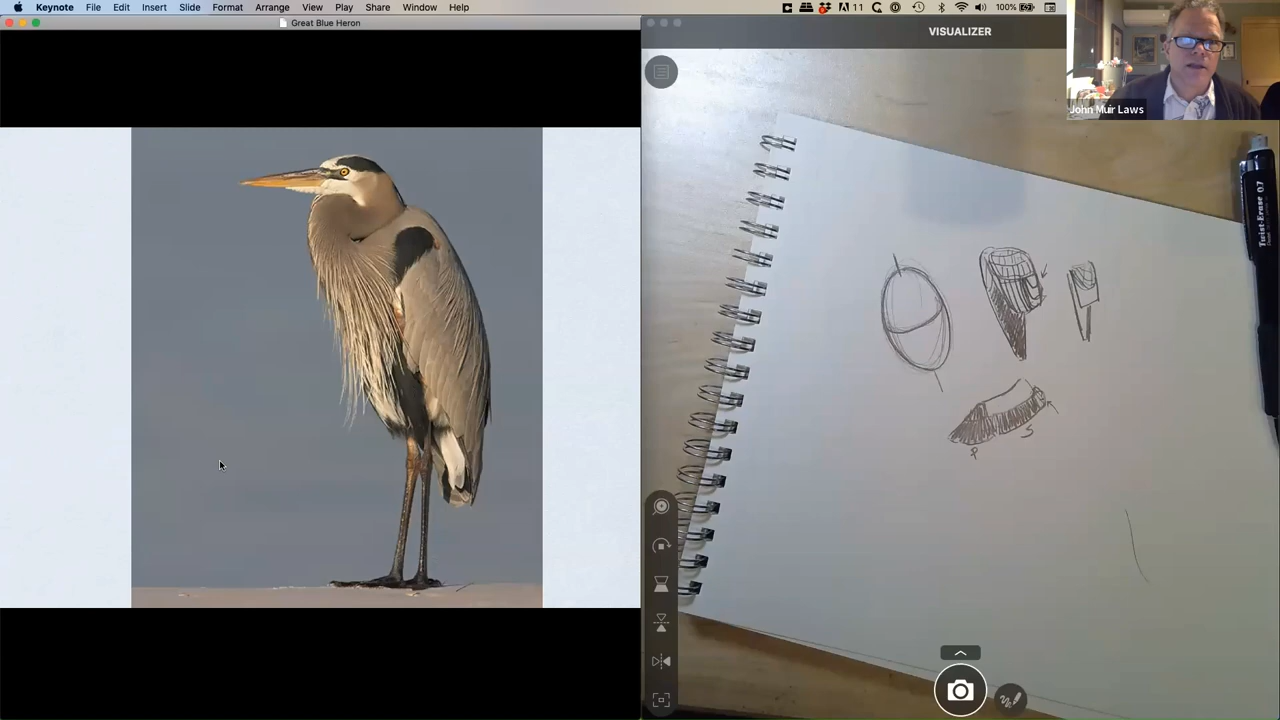 Keynote File Edit Insert Slide Format Arrange View Play Share Window Help
11
100%
Great Blue Heron
VISUALIZER
John Muir Laws
Twist-Erase 0.7
P
S